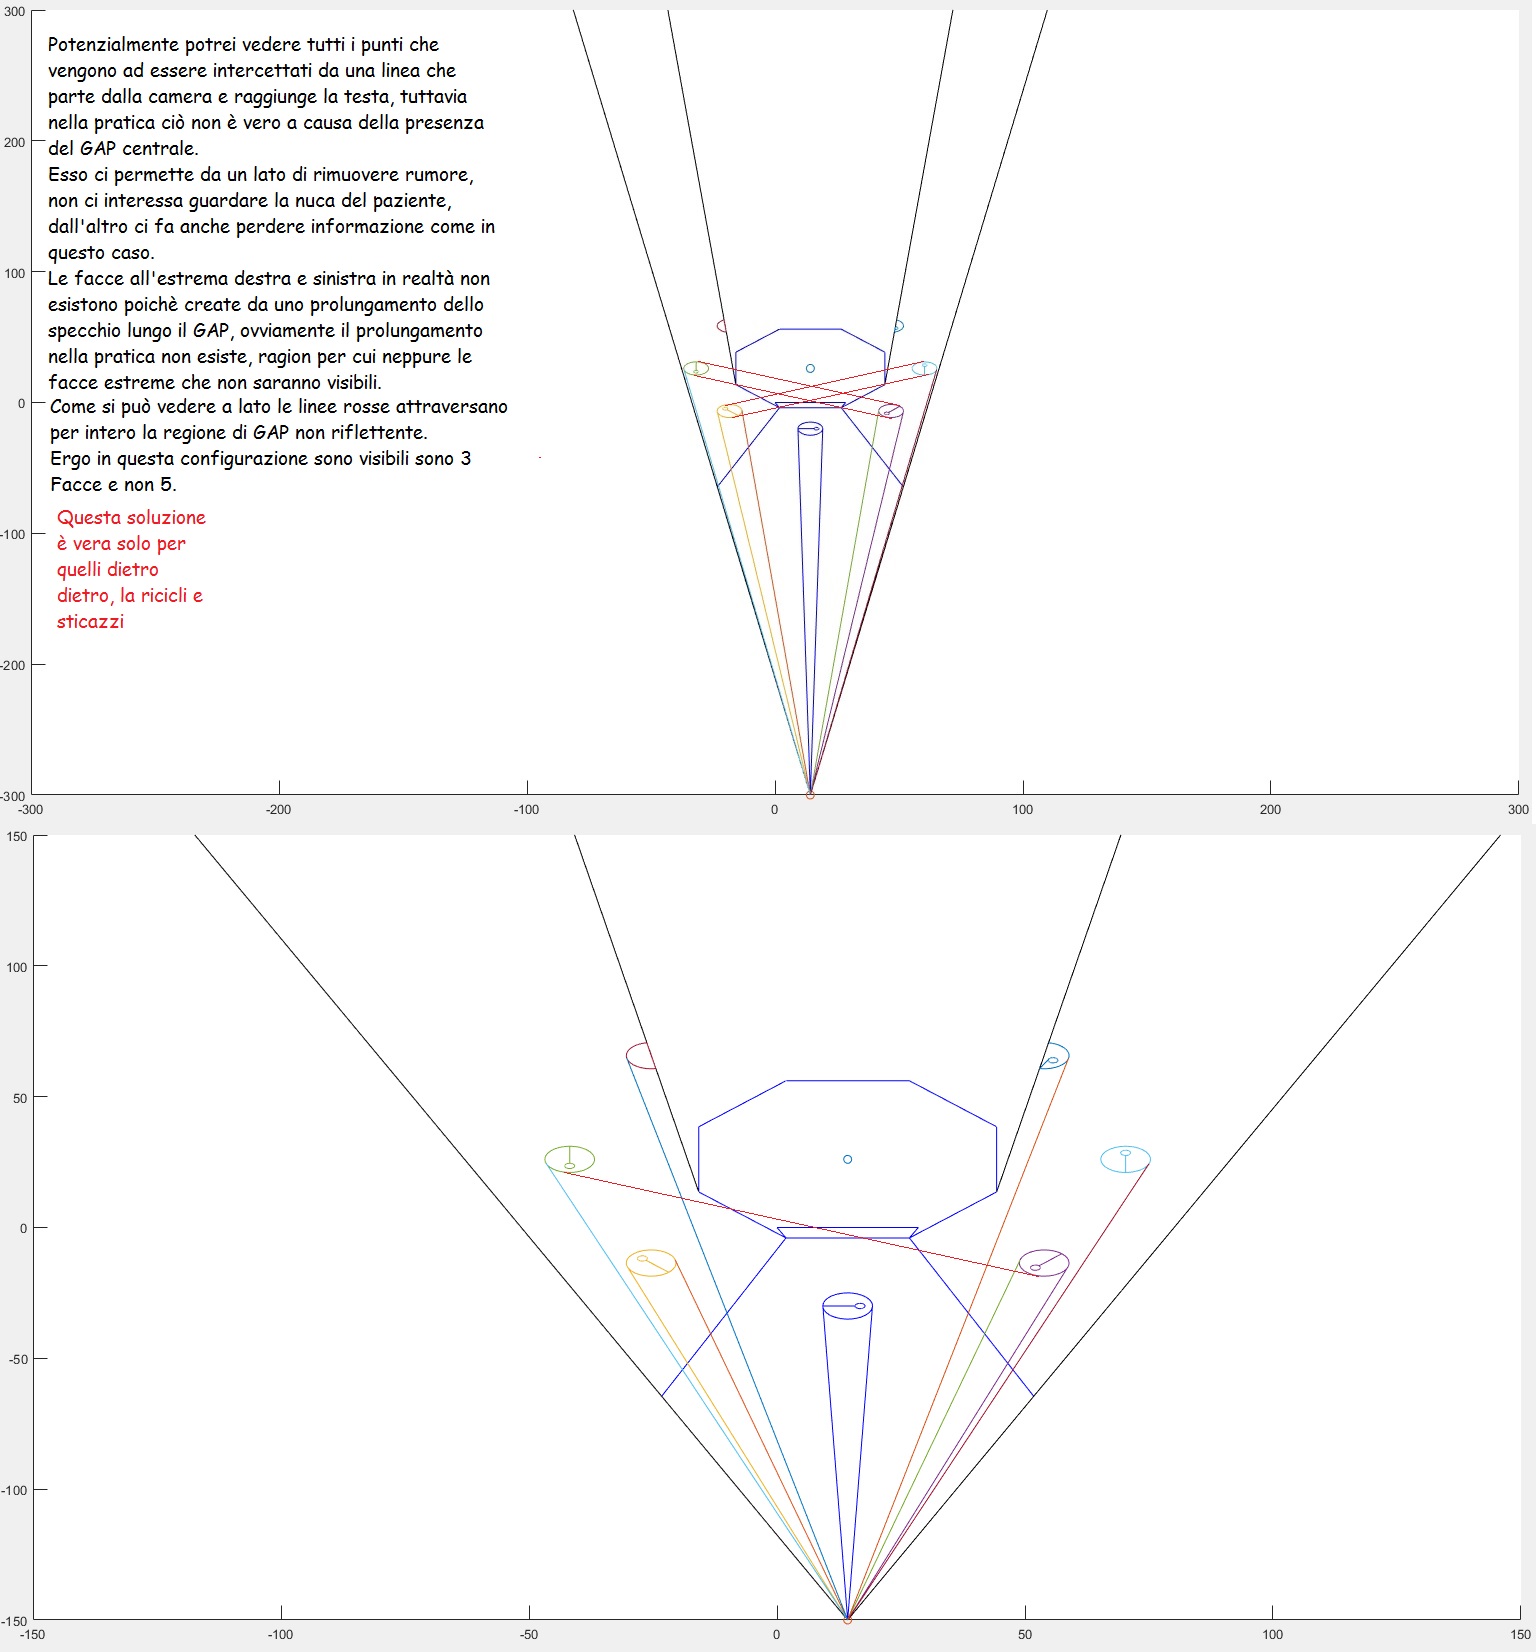 300
Potenzialmente potrei vedere tutti i punti che
vengono ad essere intercettati da una linea che
parte dalla camera e raggiunge la testa, tuttavia
nella pratica ciò non è vero a causa della presenza
200
del GAP centrale.
Esso ci permette da un lato di rimuovere rumore,
non ci interessa guardare la nuca del paziente,
dall'altro ci fa anche perdere informazione come in
questo caso.
100
Le facce all'estrema destra e sinistra in realtà non
esistono poichè create da uno prolungamento dello
specchio lungo il GAP, ovviamente il prolungamento
nella pratica non esiste, ragion per cui neppure le
facce estreme che non saranno visibili.
0
Come si può vedere a lato le linee rosse attraversano
per intero la regione di GAP non riflettente.
Ergo in questa configurazione sono visibili sono 3
Facce e non 5.
Questa soluzione
-100
è vera solo per
quelli dietro
dietro, la ricicli e
sticazzi
-200
-300
-300 -200 -100 0 100 200 300
150
100
50
0
-50
-100
-150
-150 -100 -50 0 50 100 150